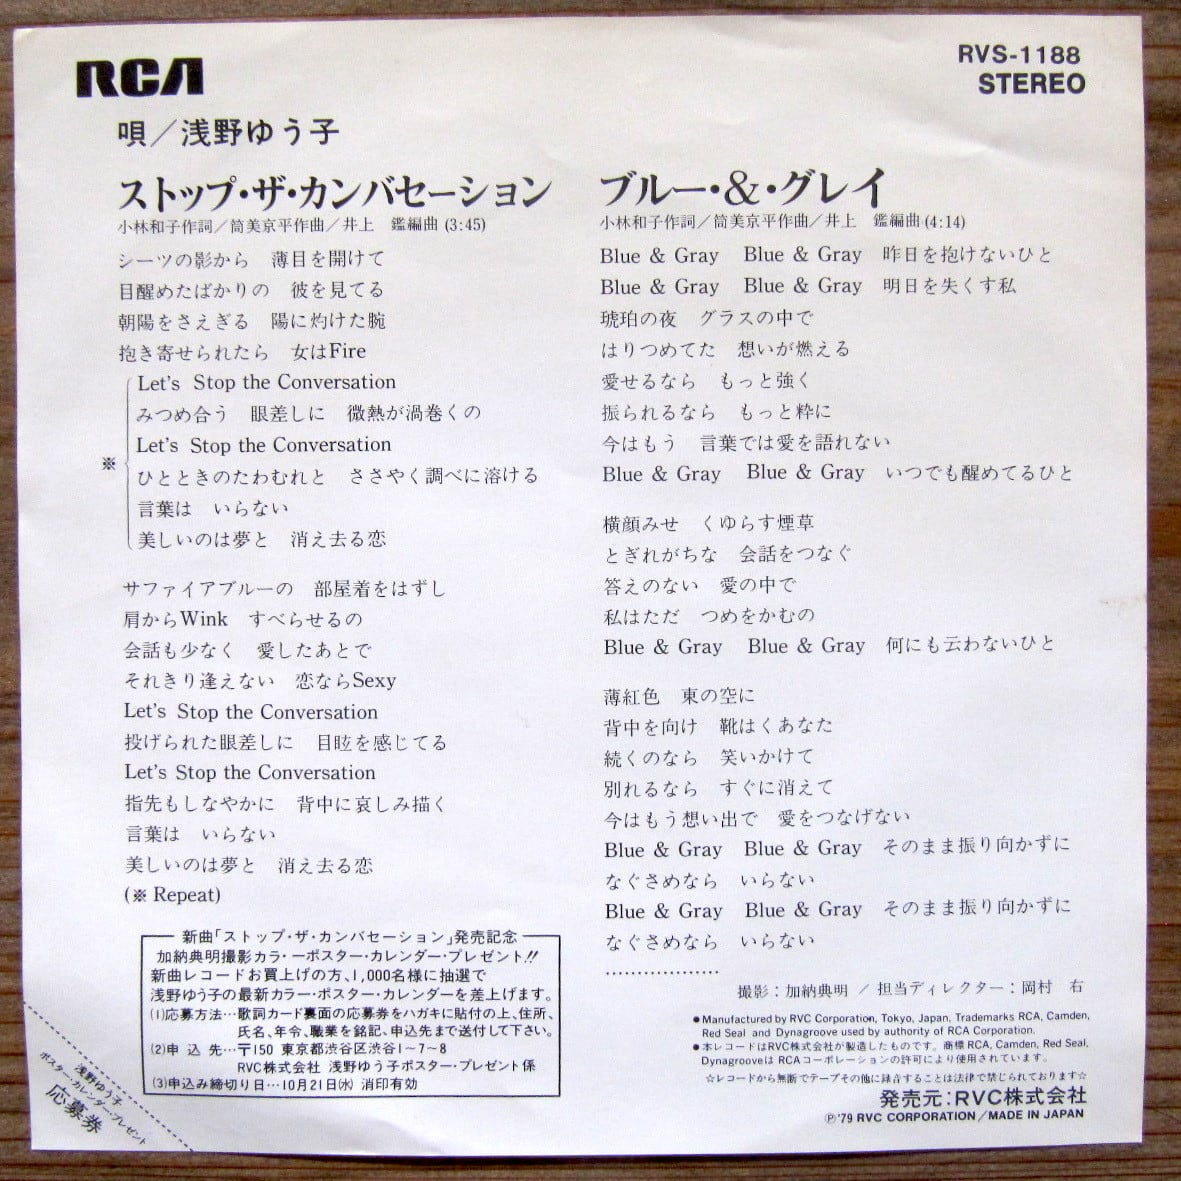 RCA
RVS-1188
STEREO
唄／浅野ゆう子
ストップ・ザ・カンバセーション
小林和子作詞／筒美京平作曲／井上　鑑編曲(3:45)
シーツの影から　薄目を開けて
目醒めたばかりの　彼を見てる
朝陽をさえぎる　陽に灼けた腕
抱き寄せられたら　女はFire
Let's Stop the Conversation
みつめ合う　眼差しに　微熱が渦巻くの
Let's Stop the Conversation
※
ひとときのたわむれと　ささやく調べに溶ける
言葉は　いらない
美しいのは夢と　消え去る恋
サファイアブルーの　部屋着をはずし
肩からWink　すべらせるの
会話も少なく　愛したあとで
それきり逢えない　恋ならSexy
Let's Stop the Conversation
投げられた眼差しに　目眩を感じてる
Let's Stop the Conversation
指先もしなやかに　背中に哀しみ描く
言葉は　いらない
美しいのは夢と　消え去る恋
(※ Repeat)
新曲「ストップ・ザ・カンバセーション」発売記念
加納典明撮影カラ・ーポスター・カレンダー・プレゼント!!
新曲レコードお買上げの方、1,000名様に抽選で
浅野ゆう子の最新カラー・ポスター・カレンダーを差上げます。
(1)応募方法…歌詞カード裏面の応募券をハガキに貼付の上、住所、
氏名、年令、職業を銘記、申込先まで送付して下さい。
(2)申　込　先…〒150 東京都渋谷区渋谷1〜7〜8
RVC株式会社 浅野ゆう子ポスター・プレゼント係
(3)申込み締切り日…10月21日(水) 消印有効
浅野ゆう子
ポスター・カレンダー・プレゼント
応募券
ブルー・&・グレイ
小林和子作詞／筒美京平作曲／井上　鑑編曲(4:14)
Blue & Gray　Blue & Gray　昨日を抱けないひと
Blue & Gray　Blue & Gray　明日を失くす私
琥珀の夜　グラスの中で
はりつめてた　想いが燃える
愛せるなら　もっと強く
振られるなら　もっと粋に
今はもう　言葉では愛を語れない
Blue & Gray　Blue & Gray　いつでも醒めてるひと
横顔みせ　くゆらす煙草
とぎれがちな　会話をつなぐ
答えのない　愛の中で
私はただ　つめをかむの
Blue & Gray　Blue & Gray　何にも云わないひと
薄紅色　東の空に
背中を向け　靴はくあなた
続くのなら　笑いかけて
別れるなら　すぐに消えて
今はもう想い出で　愛をつなげない
Blue & Gray　Blue & Gray　そのまま振り向かずに
なぐさめなら　いらない
Blue & Gray　Blue & Gray　そのまま振り向かずに
なぐさめなら　いらない
………………
撮影：加納典明 ／ 担当ディレクター：岡村　右
●Manufactured by RVC Corporation, Tokyo, Japan, Trademarks RCA, Camden,
Red Seal and Dynagroove used by authority of RCA Corporation.
●本レコードはRVC株式会社が製造したものです。商標 RCA, Camden, Red Seal,
Dynagroove は RCAコーポレーションの許可により使用されています。
☆レコードから無断でテープその他に録音することは法律で禁じられております☆
発売元：RVC株式会社
Ⓟ'79 RVC CORPORATION/MADE IN JAPAN